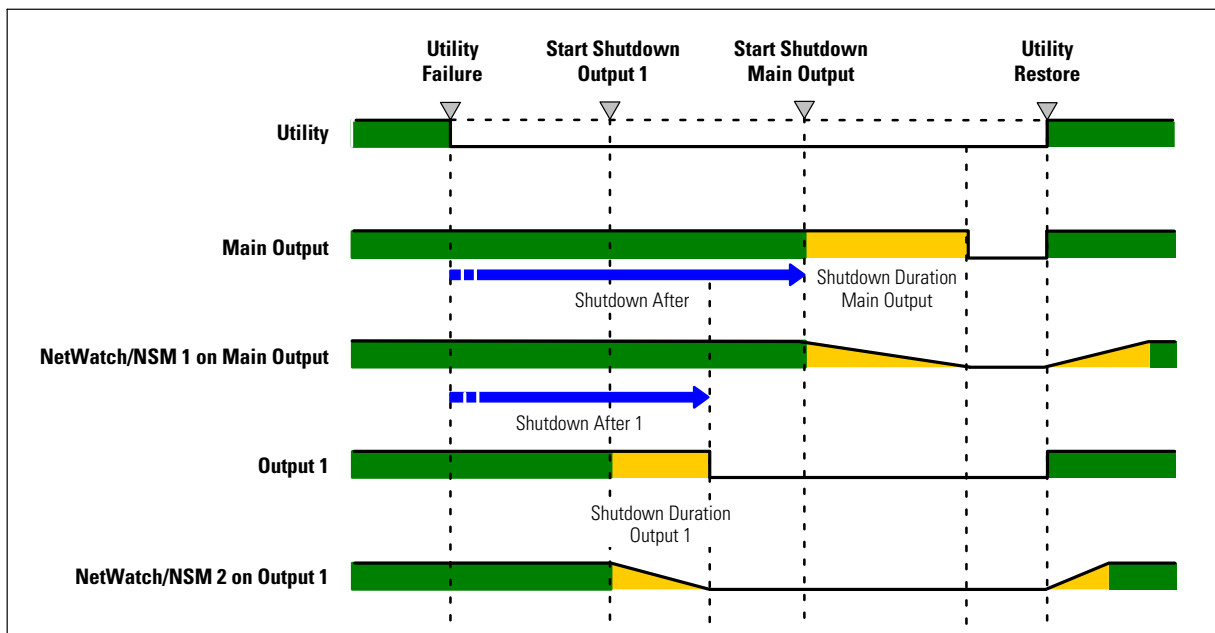 Utility
Failure
Start Shutdown
Output 1
Start Shutdown
Main Output
Utility
Restore
Utility
Main Output
Shutdown After
Shutdown Duration
Main Output
NetWatch/NSM 1 on Main Output
Shutdown After 1
Output 1
Shutdown Duration
Output 1
NetWatch/NSM 2 on Output 1